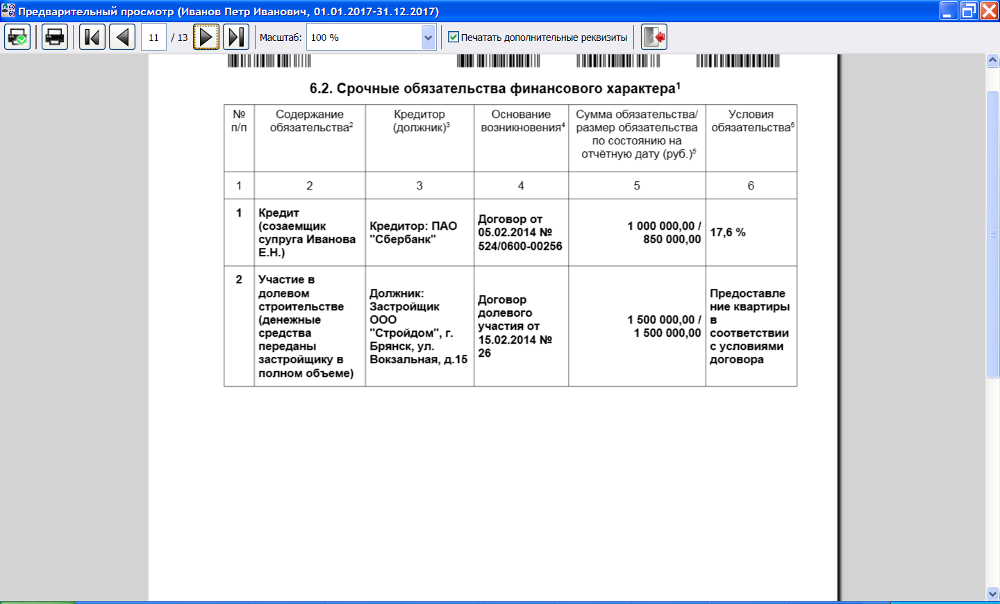 Предварительный просмотр (Иванов Петр Иванович, 01.01.2017-31.12.2017)
11 / 13 Масштаб: 100 % Печатать дополнительные реквизиты
6.2. Срочные обязательства финансового характера¹
№
п/п
Содержание
обязательства²
Кредитор
(должник)³
Основание
возникновения⁴
Сумма обязательства/
размер обязательства
по состоянию на
отчётную дату (руб.)⁵
Условия
обязательства⁶
1 2 3 4 5 6
1
Кредит
(созаемщик
супруга Иванова
Е.Н.)
Кредитор: ПАО
"Сбербанк"
Договор от
05.02.2014 №
524/0600-00256
1 000 000,00 /
850 000,00
17,6 %
2
Участие в
долевом
строительстве
(денежные
средства
переданы
застройщику в
полном объеме)
Должник:
Застройщик
ООО
"Стройдом", г.
Брянск, ул.
Вокзальная, д.15
Договор
долевого
участия от
15.02.2014 №
26
1 500 000,00 /
1 500 000,00
Предоставле
ние квартиры
в
соответствии
с условиями
договора